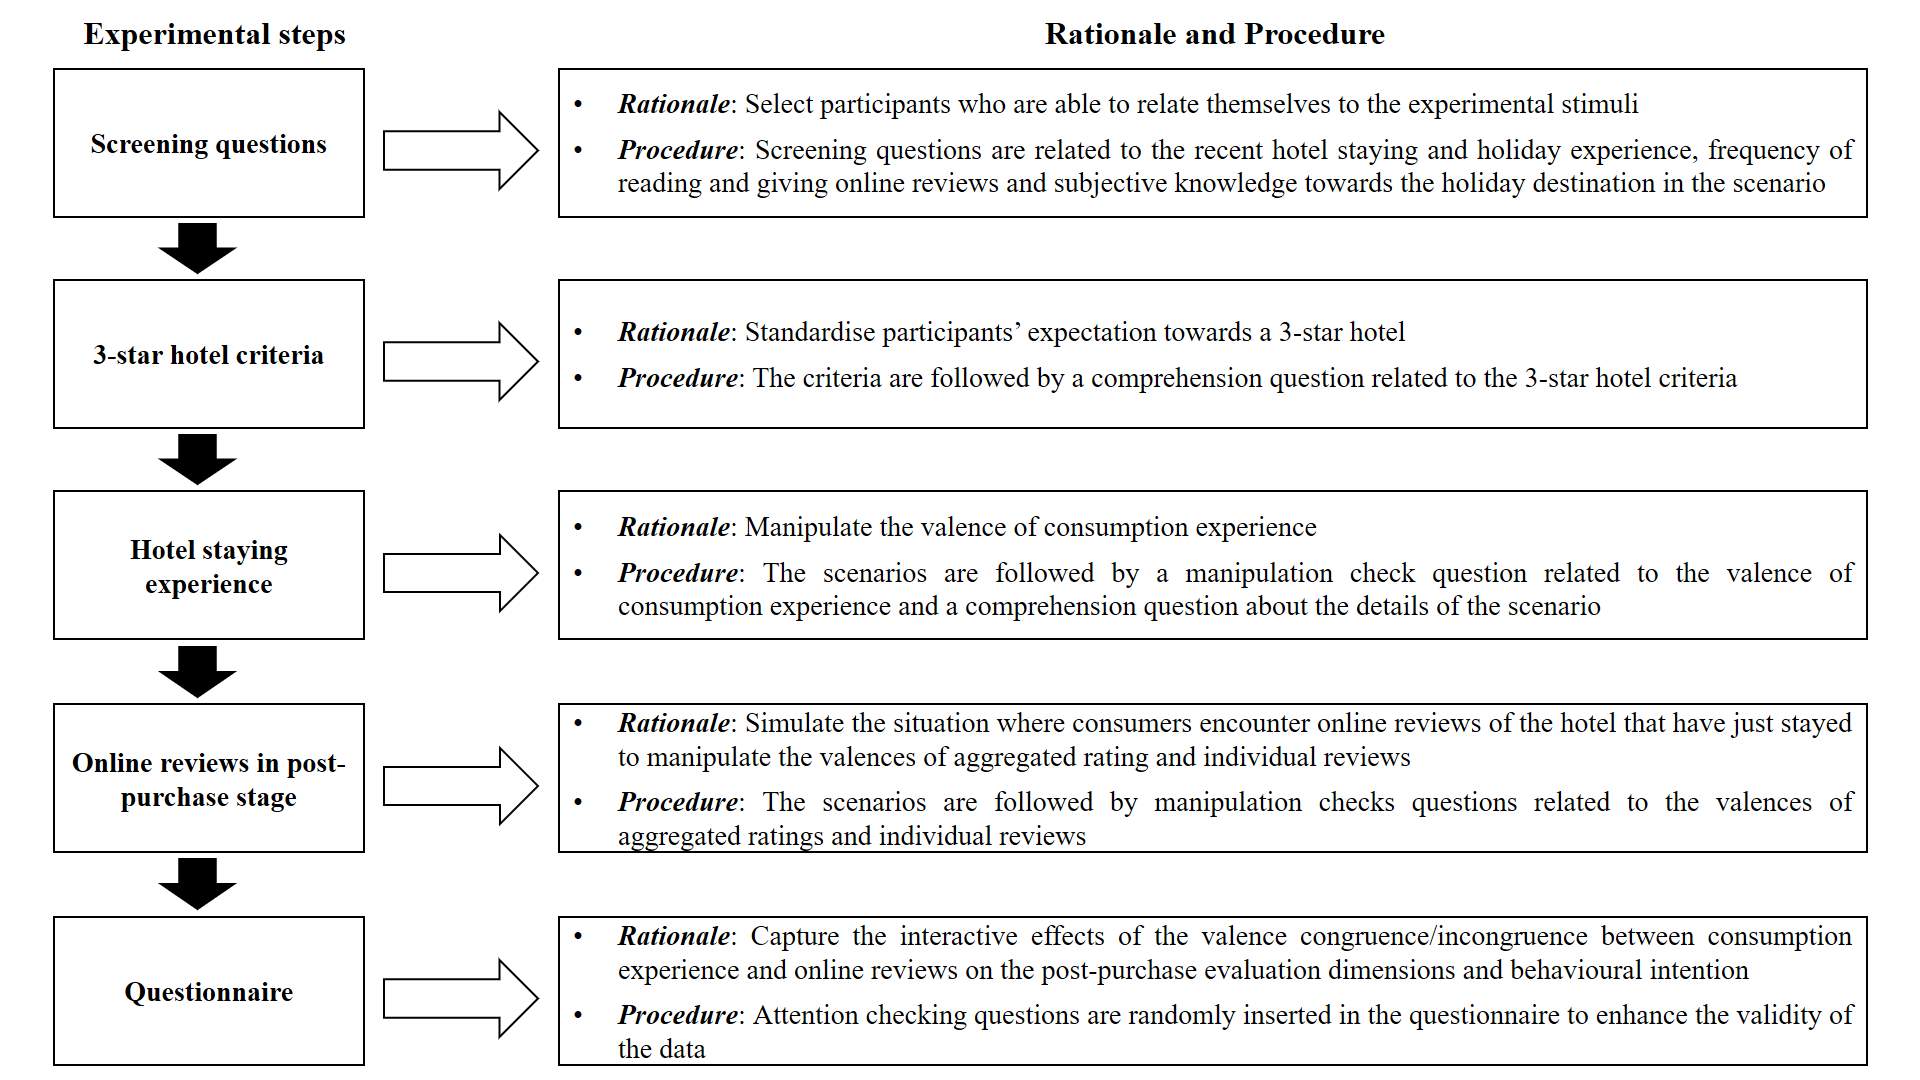 Experimental steps
Rationale and Procedure
Screening questions
• Rationale: Select participants who are able to relate themselves to the experimental stimuli
• Procedure: Screening questions are related to the recent hotel staying and holiday experience, frequency of
reading and giving online reviews and subjective knowledge towards the holiday destination in the scenario
3-star hotel criteria
• Rationale: Standardise participants’ expectation towards a 3-star hotel
• Procedure: The criteria are followed by a comprehension question related to the 3-star hotel criteria
Hotel staying
experience
• Rationale: Manipulate the valence of consumption experience
• Procedure: The scenarios are followed by a manipulation check question related to the valence of
consumption experience and a comprehension question about the details of the scenario
Online reviews in post-
purchase stage
• Rationale: Simulate the situation where consumers encounter online reviews of the hotel that have just stayed
to manipulate the valences of aggregated rating and individual reviews
• Procedure: The scenarios are followed by manipulation checks questions related to the valences of
aggregated ratings and individual reviews
Questionnaire
• Rationale: Capture the interactive effects of the valence congruence/incongruence between consumption
experience and online reviews on the post-purchase evaluation dimensions and behavioural intention
• Procedure: Attention checking questions are randomly inserted in the questionnaire to enhance the validity of
the data